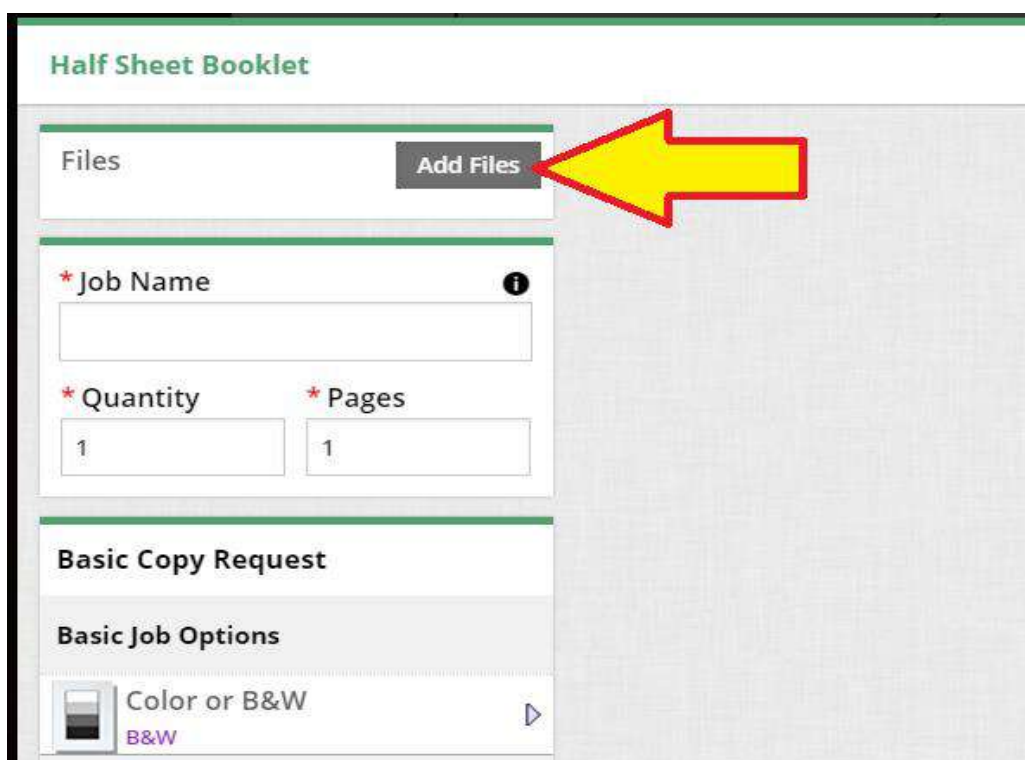 Half Sheet Booklet
Files
Add Files
* Job Name
* Quantity
* Pages
1
1
Basic Copy Request
Basic Job Options
Color or B&W
B&W